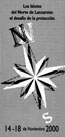 Los Islotes
del Norte de Lanzarote:
el desafío de la protección
N
S
14-18 de Noviembre 2000